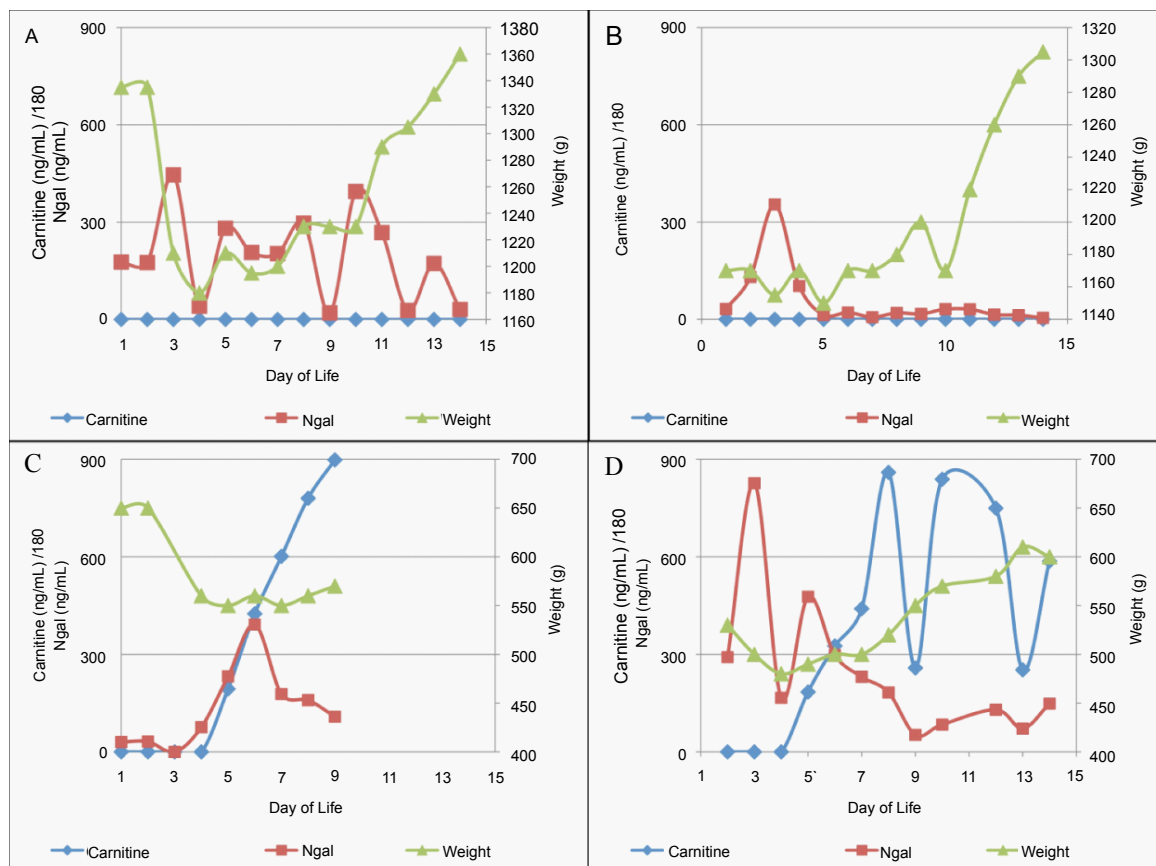 A
Carnitine (ng/mL) /180
Ngal (ng/mL)
900
600
300
0
1380
1360
1340
1320
1300
1280
1260
1240
1220
1200
1180
1160
Weight (g)
1 3 5 7 9 11 13 15
Day of Life
Carnitine Ngal Weight
B
Carnitine (ng/mL) /180
900
600
300
0
1320
1300
1280
1260
1240
1220
1200
1180
1160
1140
Weight (g)
0 5 10 15
Day of Life
Carnitine Ngal Weight
C
Carnitine (ng/mL) /180
Ngal (ng/mL)
900
600
300
0
700
650
600
550
500
450
400
Weight (g)
1 3 5 7 9 11 13 15
Day of Life
Carnitine Ngal Weight
D
Carnitine (ng/mL) /180
Ngal (ng/mL)
900
600
300
0
700
650
600
550
500
450
400
Weight (g)
1 3 5` 7 9 11 13 15
Day of Life
Carnitine Ngal Weight